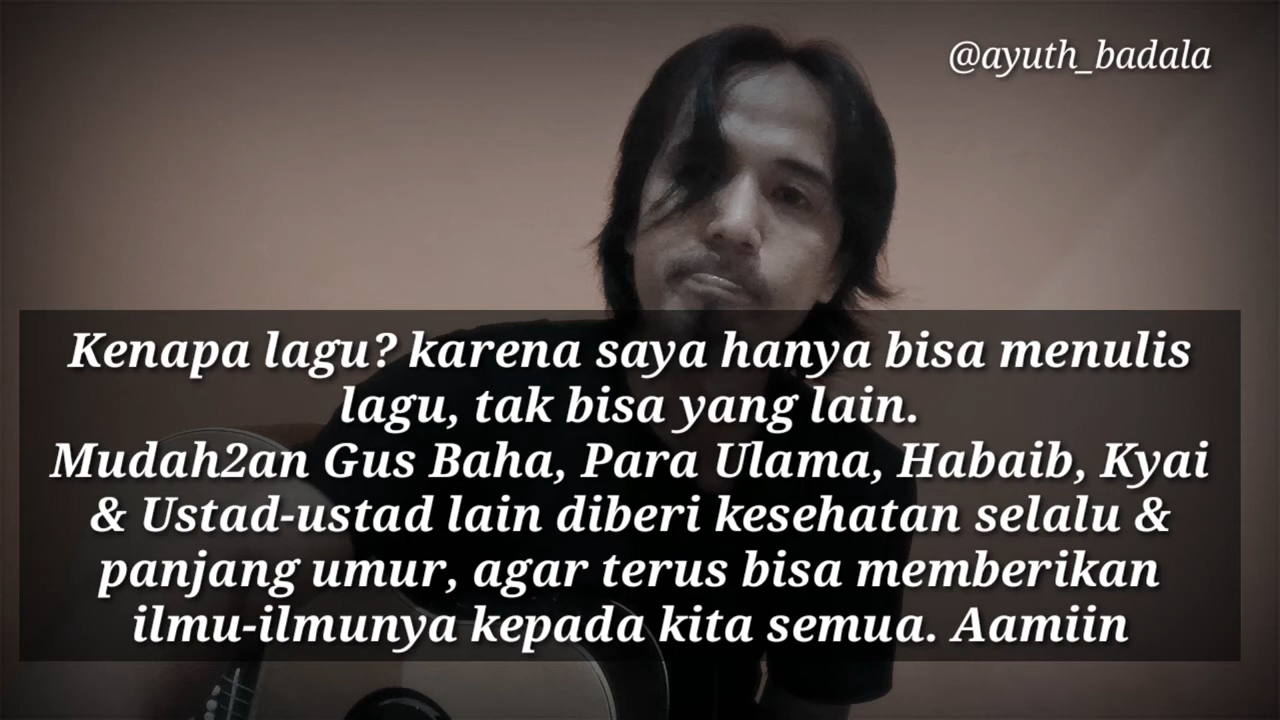 @ayuth_badala
Kenapa lagu? karena saya hanya bisa menulis
lagu, tak bisa yang lain.
Mudah2an Gus Baha, Para Ulama, Habaib, Kyai
& Ustad-ustad lain diberi kesehatan selalu &
panjang umur, agar terus bisa memberikan
ilmu-ilmunya kepada kita semua. Aamiin